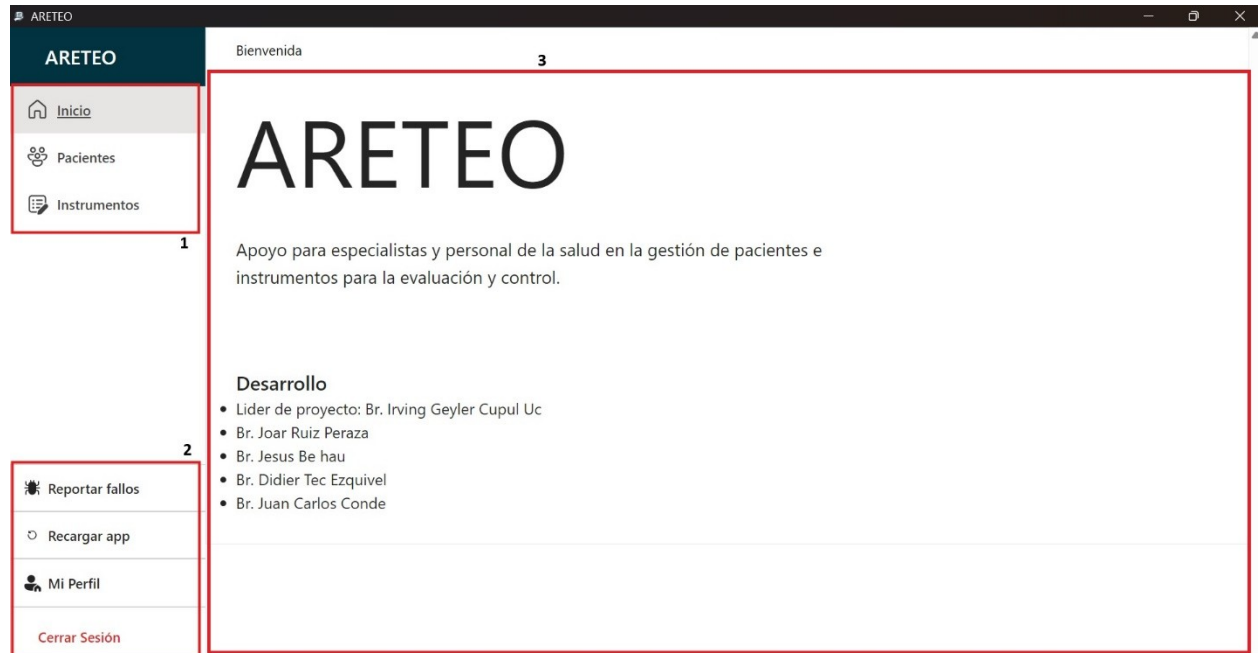 ARETEO
ARETEO
Bienvenida
3
Inicio
Pacientes
Instrumentos
1
ARETEO
Apoyo para especialistas y personal de la salud en la gestión de pacientes e
instrumentos para la evaluación y control.
Desarrollo
Lider de proyecto: Br. Irving Geyler Cupul Uc
Br. Joar Ruiz Peraza
Br. Jesus Be hau
Br. Didier Tec Ezquivel
Br. Juan Carlos Conde
2
Reportar fallos
Recargar app
Mi Perfil
Cerrar Sesión